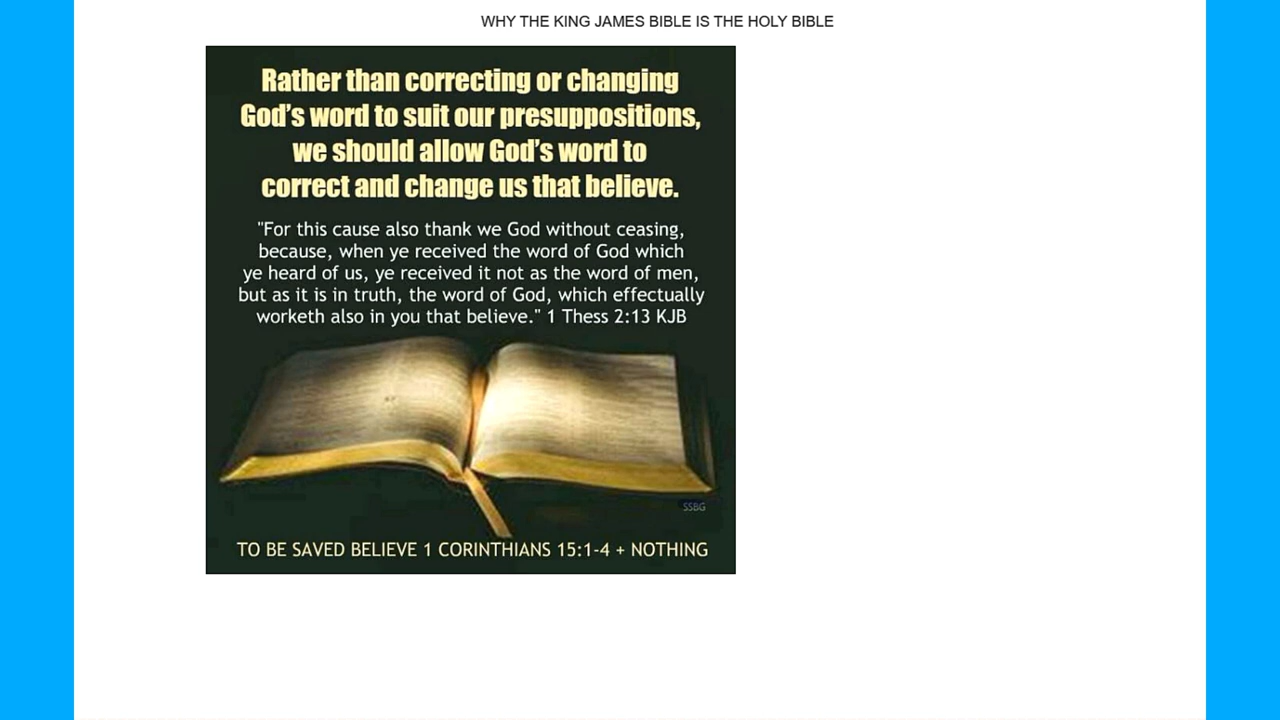 WHY THE KING JAMES BIBLE IS THE HOLY BIBLE
Rather than correcting or changing
God's word to suit our presuppositions,
we should allow God's word to
correct and change us that believe.
"For this cause also thank we God without ceasing,
because, when ye received the word of God which
ye heard of us, ye received it not as the word of men,
but as it is in truth, the word of God, which effectually
worketh also in you that believe." 1 Thess 2:13 KJB
SSBG
TO BE SAVED BELIEVE 1 CORINTHIANS 15:1-4 + NOTHING